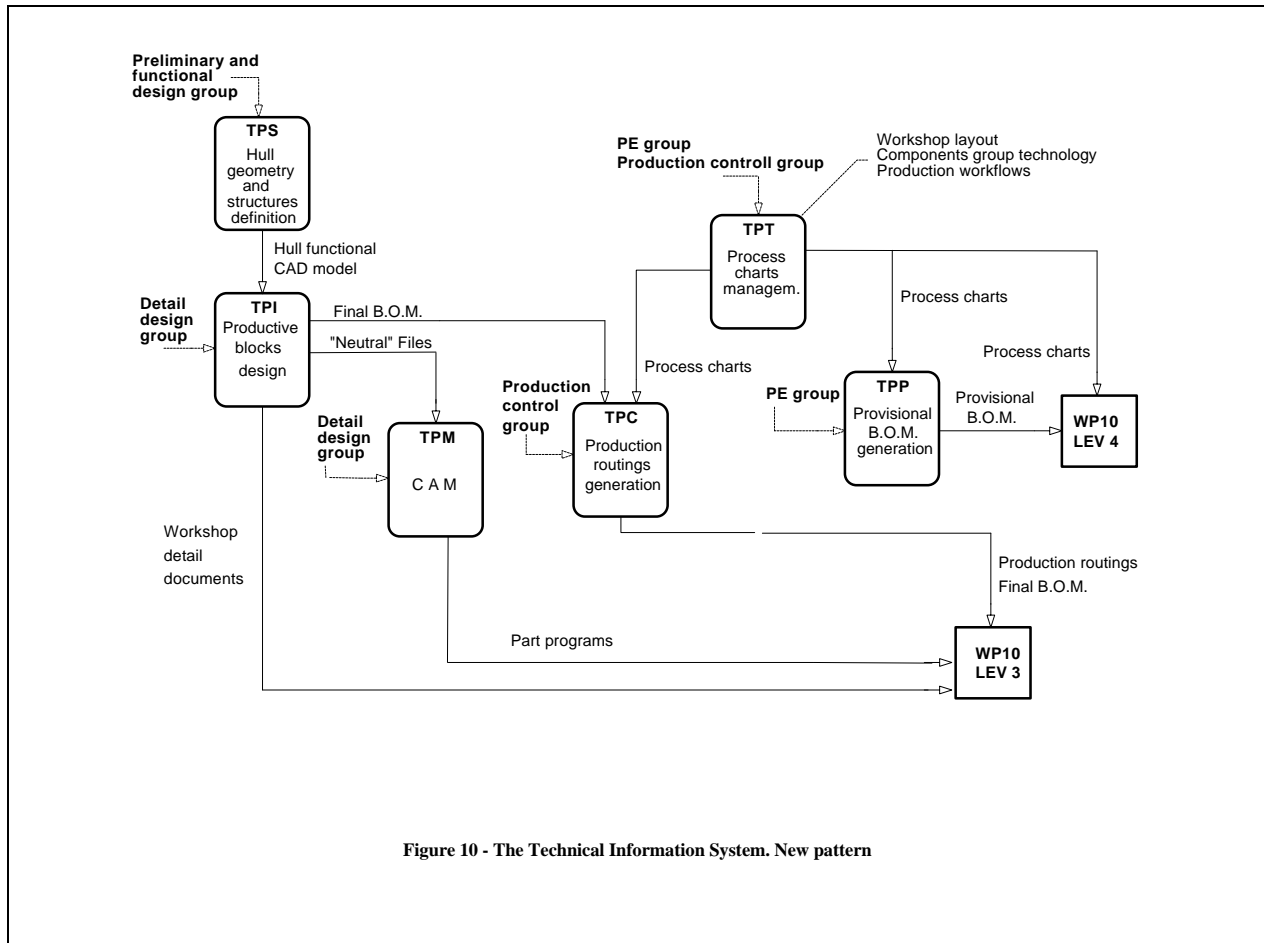 Preliminary and
functional
design group
TPS
Hull
geometry
and
structures
definition
Hull functional
CAD model
Detail
design
group
TPI
Productive
blocks
design
Final B.O.M.
"Neutral" Files
Detail
design
group
TPM
C A M
Workshop
detail
documents
Part programs
PE group
Production controll group
Workshop layout
Components group technology
Production workflows
TPT
Process
charts
managem.
Process charts
Process charts
Process charts
Production
control
group
TPC
Production
routings
generation
PE group
TPP
Provisional
B.O.M.
generation
Provisional
B.O.M.
WP10
LEV 4
Production routings
Final B.O.M.
WP10
LEV 3
Figure 10 - The Technical Information System. New pattern